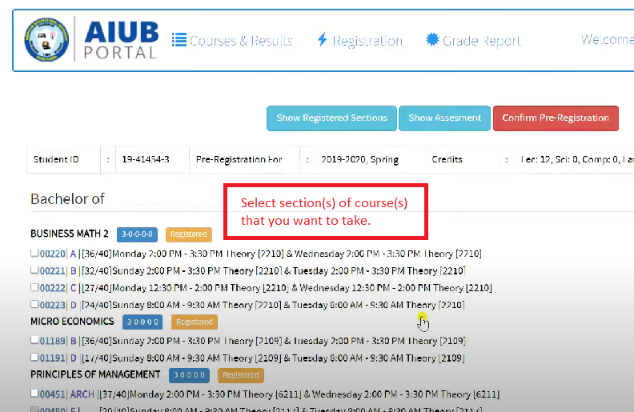 AIUB
PORTAL
Courses & Results
Registration
Grade Report
Welcome
Show Registered Sections
Show Assesment
Confirm Pre-Registration
Student ID : 19-41454-3 Pre-Registration For : 2019-2020, Spring Credits : Lec: 12, Sci: 0, Comp: 0, Lan
Bachelor of
Select section(s) of course(s)
that you want to take.
BUSINESS MATH 2 3-0-0-0 Registered
00220| A |[36/40]Monday 2:00 PM - 3:30 PM Theory [2210] & Wednesday 2:00 PM - 3:30 PM Theory [2210]
00221| B |[32/40]Sunday 2:00 PM - 3:30 PM Theory [2210] & Tuesday 2:00 PM - 3:30 PM Theory [2210]
00222| C |[27/40]Monday 12:30 PM - 2:00 PM Theory [2210] & Wednesday 12:30 PM - 2:00 PM Theory [2210]
00223| D |[24/40]Sunday 8:00 AM - 9:30 AM Theory [2210] & Tuesday 8:00 AM - 9:30 AM Theory [2210]
MICRO ECONOMICS 3 0 0 0 Registered
01189| B |[36/40]Sunday 2:00 PM - 3:30 PM Theory [2109] & Tuesday 2:00 PM - 3:30 PM Theory [2109]
01191| D |[17/40]Sunday 8:00 AM - 9:30 AM Theory [2109] & Tuesday 8:00 AM - 9:30 AM Theory [2109]
PRINCIPLES OF MANAGEMENT 3 0 0 0 Registered
00451| ARCH |[37/40]Monday 2:00 PM - 3:30 PM Theory [6211] & Wednesday 2:00 PM - 3:30 PM Theory [6211]